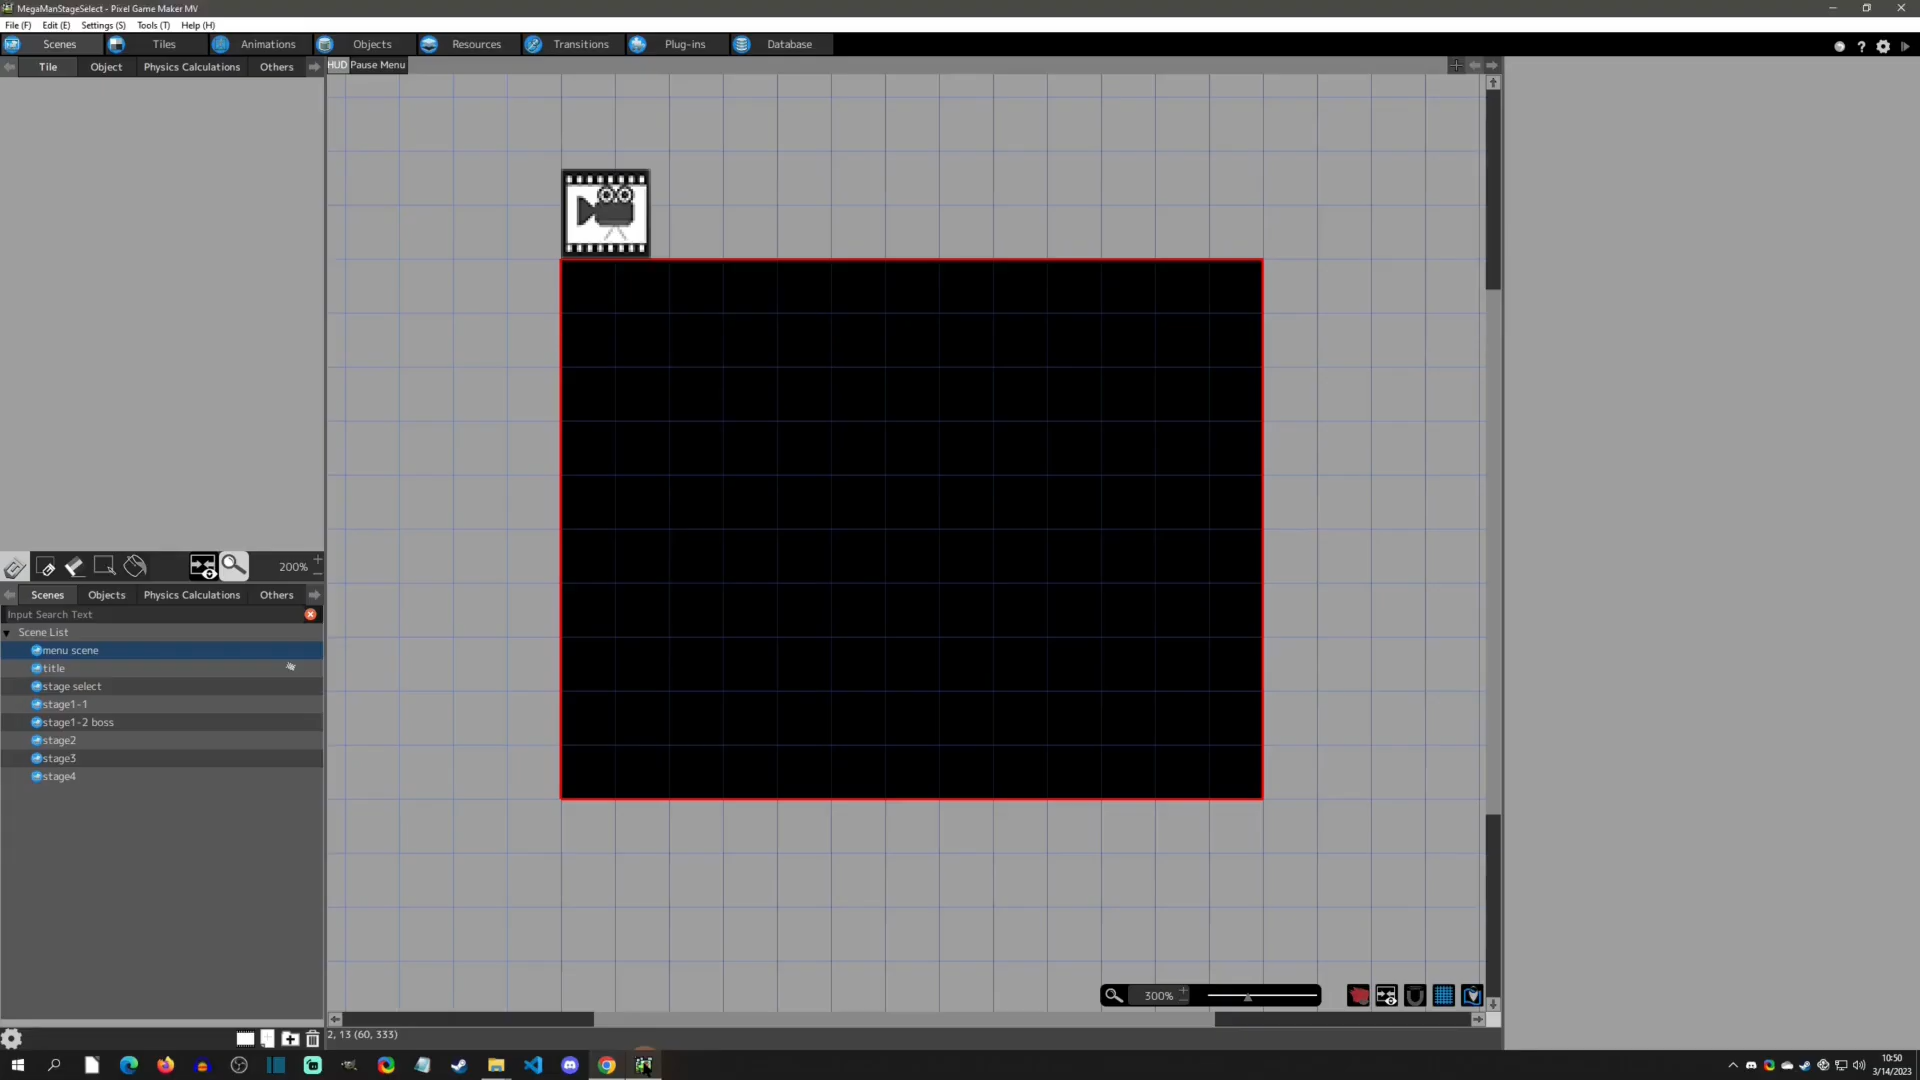 MegaManStageSelect - Pixel Game Maker MV
File (F) Edit (E) Settings (S) Tools (T) Help (H)
Scenes Tiles Animations Objects Resources Transitions Plug-ins Database
Tile Object Physics Calculations Others
HUD Pause Menu
200%
Scenes Objects Physics Calculations Others
Input Search Text
Scene List
menu scene
title
stage select
stage1-1
stage1-2 boss
stage2
stage3
stage4
300%
2, 13 (60, 333)
10:50
3/14/2023